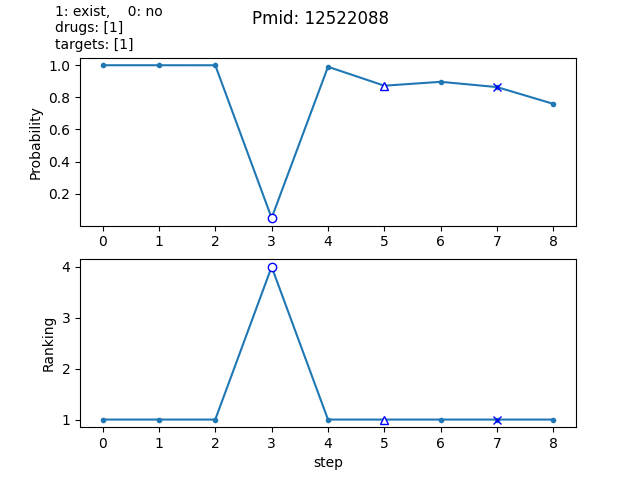 1: exist,    0: no
Pmid: 12522088
drugs: [1]
targets: [1]
1.0
0.8
0.6
0.4
0.2
Probability
0 1 2 3 4 5 6 7 8
4
3
2
1
Ranking
0 1 2 3 4 5 6 7 8
step